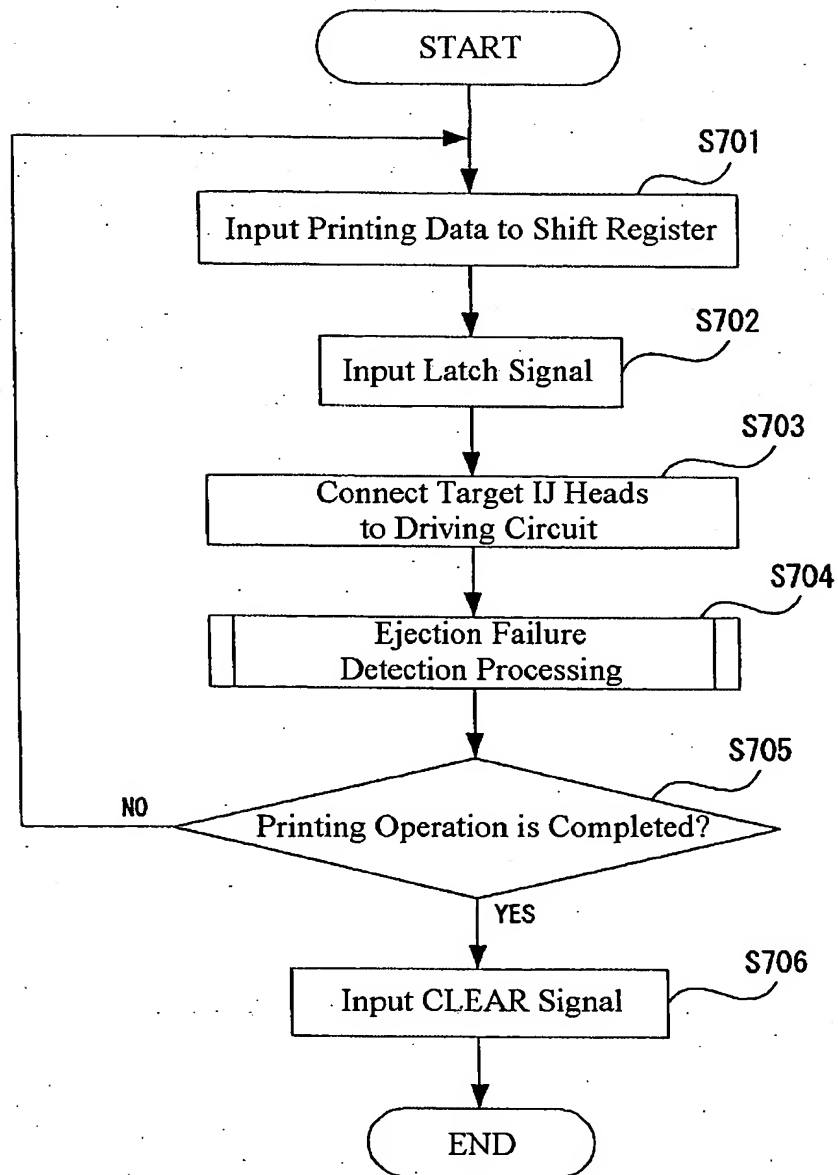 START
S701
Input Printing Data to Shift Register
S702
Input Latch Signal
S703
Connect Target IJ Heads
to Driving Circuit
S704
Ejection Failure
Detection Processing
S705
NO
Printing Operation is Completed?
YES
S706
Input CLEAR Signal
END